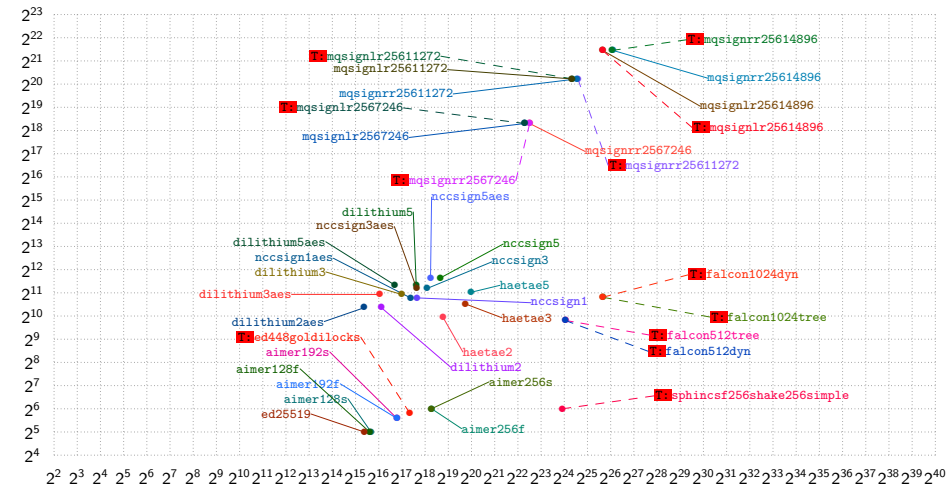 2^23
2^22
T:mqsignrr25614896
2^21
T:mqsignlr25611272
mqsignlr25611272
2^20
mqsignrr25614896
mqsignrr25611272
2^19
T:mqsignlr2567246
mqsignlr25614896
2^18
T:mqsignlr25614896
mqsignlr2567246
2^17
mqsignrr2567246
T:mqsignrr25611272
2^16
T:mqsignrr2567246
2^15
nccsign5aes
2^14
dilithium5
nccsign3aes
2^13
dilithium5aes
nccsign5
nccsign1aes
nccsign3
2^12
dilithium3
T:falcon1024dyn
2^11
dilithium3aes
haetae5
nccsign1
2^10
dilithium2aes
haetae3
T:falcon1024tree
2^9
T:ed448goldilocks
T:falcon512tree
2^8
aimer192s
haetae2
T:falcon512dyn
2^7
aimer128f
dilithium2
aimer192f
aimer256s
2^6
aimer128s
T:sphincsf256shake256simple
ed25519
2^5
aimer256f
2^4
2^2 2^3 2^4 2^5 2^6 2^7 2^8 2^9 2^10 2^11 2^12 2^13 2^14 2^15 2^16 2^17 2^18 2^19 2^20 2^21 2^22 2^23 2^24 2^25 2^26 2^27 2^28 2^29 2^30 2^31 2^32 2^33 2^34 2^35 2^36 2^37 2^38 2^39 2^40